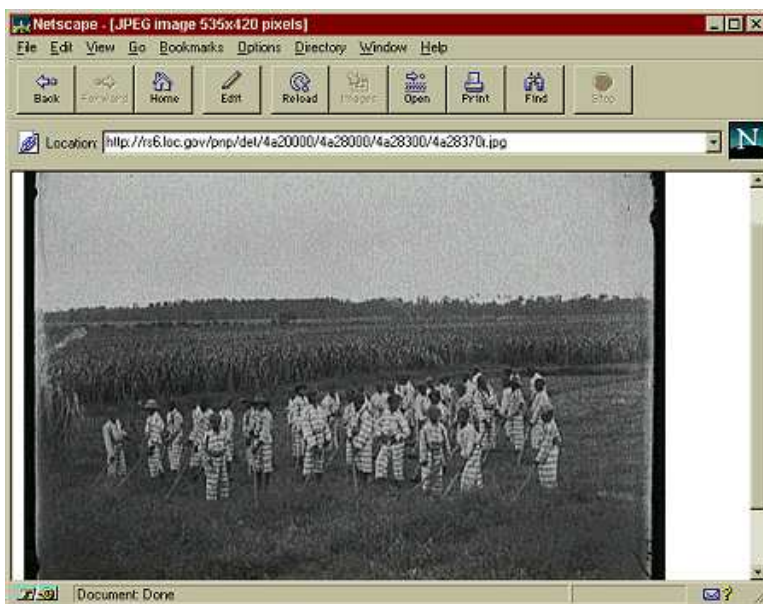 Netscape - [JPEG image 535x420 pixels]
File Edit View Go Bookmarks Options Directory Window Help
Back Forward Home Edit Reload Images Open Print Find Stop
Location: http://rs6.loc.gov/pnp/det/4a20000/4a28000/4a28300/4a28370r.jpg
N
Document: Done
?